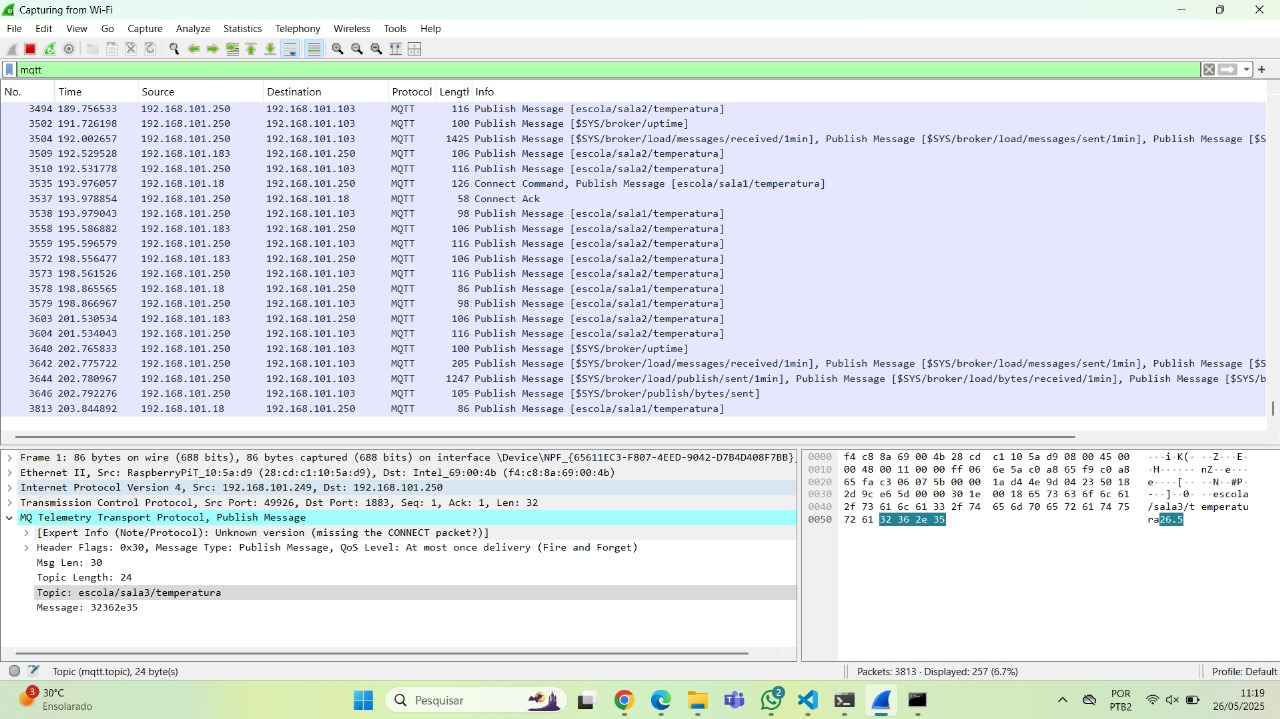 Capturing from Wi-Fi
File Edit View Go Capture Analyze Statistics Telephony Wireless Tools Help
mqtt
No. Time Source Destination Protocol Length Info
3494 189.756533 192.168.101.250 192.168.101.103 MQTT 116 Publish Message [escola/sala2/temperatura]
3502 191.726198 192.168.101.250 192.168.101.103 MQTT 100 Publish Message [$SYS/broker/uptime]
3504 192.002657 192.168.101.250 192.168.101.103 MQTT 1425 Publish Message [$SYS/broker/load/messages/received/1min], Publish Message [$SYS/broker/load/messages/sent/1min], Publish Message [$S
3509 192.529528 192.168.101.183 192.168.101.250 MQTT 106 Publish Message [escola/sala2/temperatura]
3510 192.531778 192.168.101.250 192.168.101.103 MQTT 116 Publish Message [escola/sala2/temperatura]
3535 193.976057 192.168.101.18 192.168.101.250 MQTT 126 Connect Command, Publish Message [escola/sala1/temperatura]
3537 193.978854 192.168.101.250 192.168.101.18 MQTT 58 Connect Ack
3538 193.979043 192.168.101.250 192.168.101.103 MQTT 98 Publish Message [escola/sala1/temperatura]
3558 195.586882 192.168.101.183 192.168.101.250 MQTT 106 Publish Message [escola/sala2/temperatura]
3559 195.596579 192.168.101.250 192.168.101.103 MQTT 116 Publish Message [escola/sala2/temperatura]
3572 198.556477 192.168.101.183 192.168.101.250 MQTT 106 Publish Message [escola/sala2/temperatura]
3573 198.561526 192.168.101.250 192.168.101.103 MQTT 116 Publish Message [escola/sala2/temperatura]
3578 198.865565 192.168.101.18 192.168.101.250 MQTT 86 Publish Message [escola/sala1/temperatura]
3579 198.866967 192.168.101.250 192.168.101.103 MQTT 98 Publish Message [escola/sala1/temperatura]
3603 201.530534 192.168.101.183 192.168.101.250 MQTT 106 Publish Message [escola/sala2/temperatura]
3604 201.534043 192.168.101.250 192.168.101.103 MQTT 116 Publish Message [escola/sala2/temperatura]
3640 202.765833 192.168.101.250 192.168.101.103 MQTT 100 Publish Message [$SYS/broker/uptime]
3642 202.775722 192.168.101.250 192.168.101.103 MQTT 205 Publish Message [$SYS/broker/load/messages/received/1min], Publish Message [$SYS/broker/load/messages/sent/1min], Publish Message [$S
3644 202.780967 192.168.101.250 192.168.101.103 MQTT 1247 Publish Message [$SYS/broker/load/publish/sent/1min], Publish Message [$SYS/broker/load/bytes/received/1min], Publish Message [$SYS/b
3646 202.792276 192.168.101.250 192.168.101.103 MQTT 105 Publish Message [$SYS/broker/publish/bytes/sent]
3813 203.844892 192.168.101.18 192.168.101.250 MQTT 86 Publish Message [escola/sala1/temperatura]
Frame 1: 86 bytes on wire (688 bits), 86 bytes captured (688 bits) on interface \Device\NPF_{65611EC3-F807-4EED-9042-D7B4D408F7BB}
Ethernet II, Src: RaspberryPiT_10:5a:d9 (28:cd:c1:10:5a:d9), Dst: Intel_69:00:4b (f4:c8:8a:69:00:4b)
Internet Protocol Version 4, Src: 192.168.101.249, Dst: 192.168.101.250
Transmission Control Protocol, Src Port: 49926, Dst Port: 1883, Seq: 1, Ack: 1, Len: 32
MQ Telemetry Transport Protocol, Publish Message
[Expert Info (Note/Protocol): Unknown version (missing the CONNECT packet?)]
Header Flags: 0x30, Message Type: Publish Message, QoS Level: At most once delivery (Fire and Forget)
Msg Len: 30
Topic Length: 24
Topic: escola/sala3/temperatura
Message: 32362e35
0000 f4 c8 8a 69 00 4b 28 cd c1 10 5a d9 08 00 45 00 ···i·K(· ··Z···E·
0010 00 48 00 11 00 00 ff 06 6e 5a c0 a8 65 f9 c0 a8 ·H······ nZ··e···
0020 65 fa c3 06 07 5b 00 00 1a d4 4e 9d 04 23 50 18 e····[·· ··N··#P·
0030 2d 9c e6 5d 00 00 30 1e 00 18 65 73 63 6f 6c 61 -··]··0· ··escola
0040 2f 73 61 6c 61 33 2f 74 65 6d 70 65 72 61 74 75 /sala3/t emperatu
0050 72 61 32 36 2e 35 ra26.5
Topic (mqtt.topic), 24 byte(s)
Packets: 3813 · Displayed: 257 (6.7%)
Profile: Default
3
30°C
Ensolarado
Pesquisar
2
POR
PTB2
11:19
26/05/2025